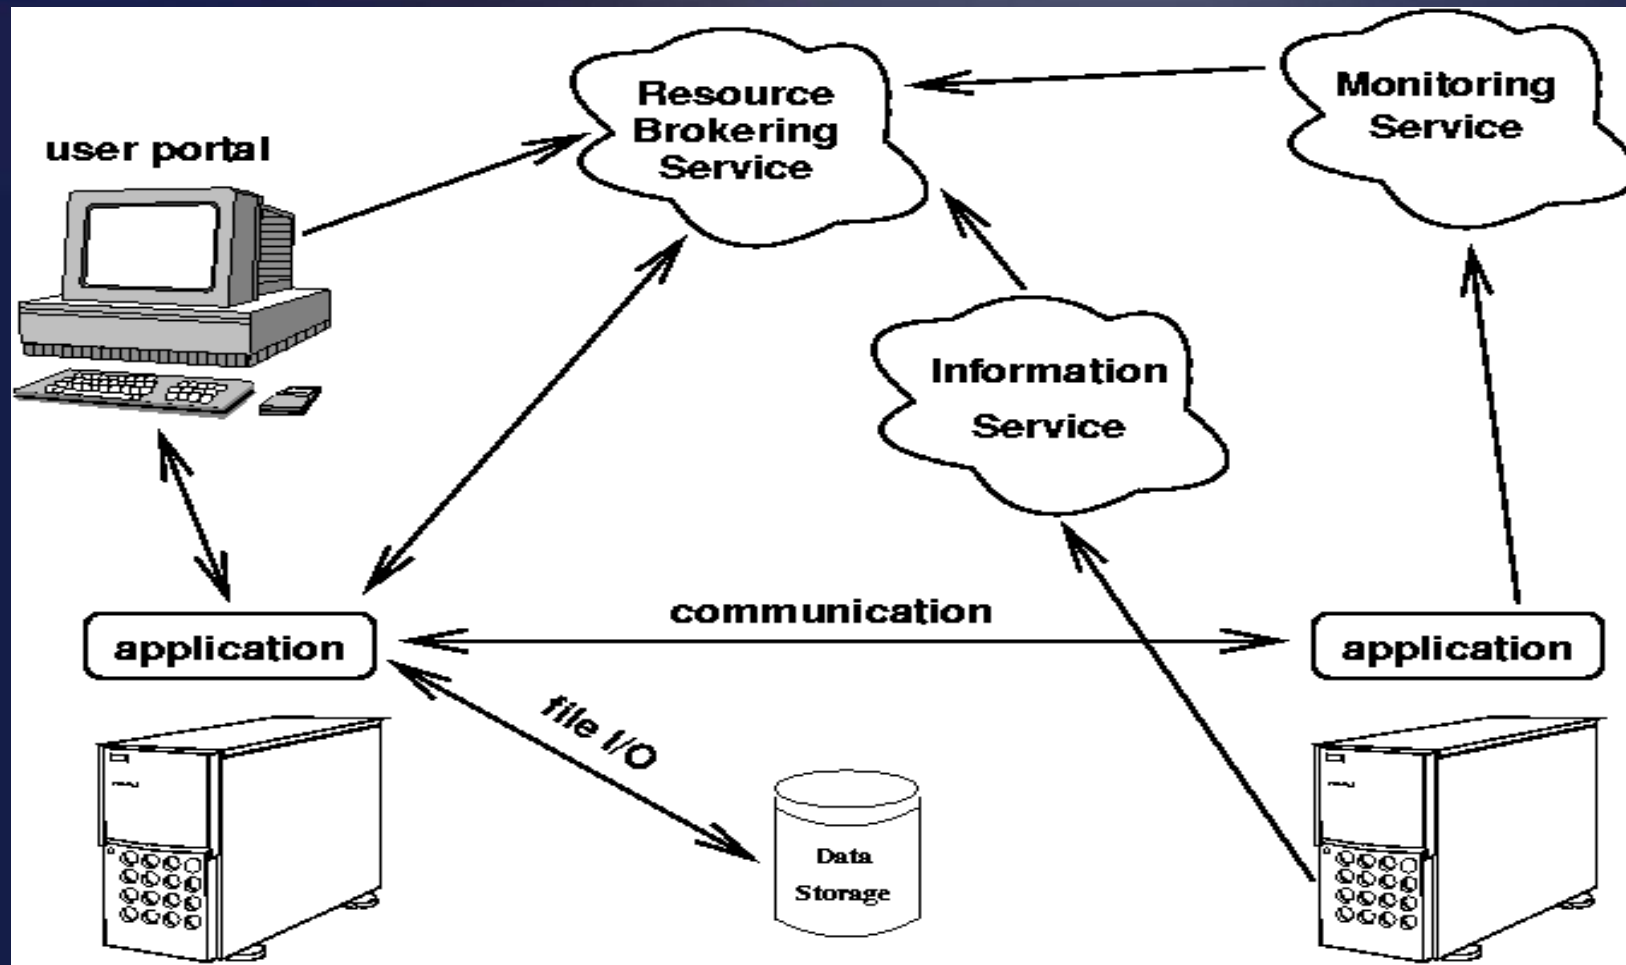 Resource
Brokering
Service
Monitoring
Service
user portal
Information
Service
communication
application
application
file I/O
Data
Storage